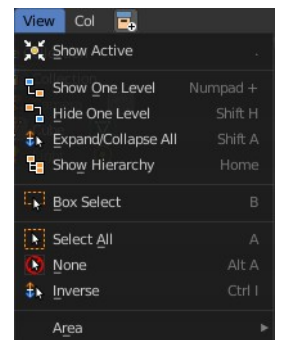 View Col
Show Active .
Show One Level Numpad +
Hide One Level Shift H
Expand/Collapse All Shift A
Show Hierarchy Home
Box Select B
Select All A
None Alt A
Inverse Ctrl I
Area